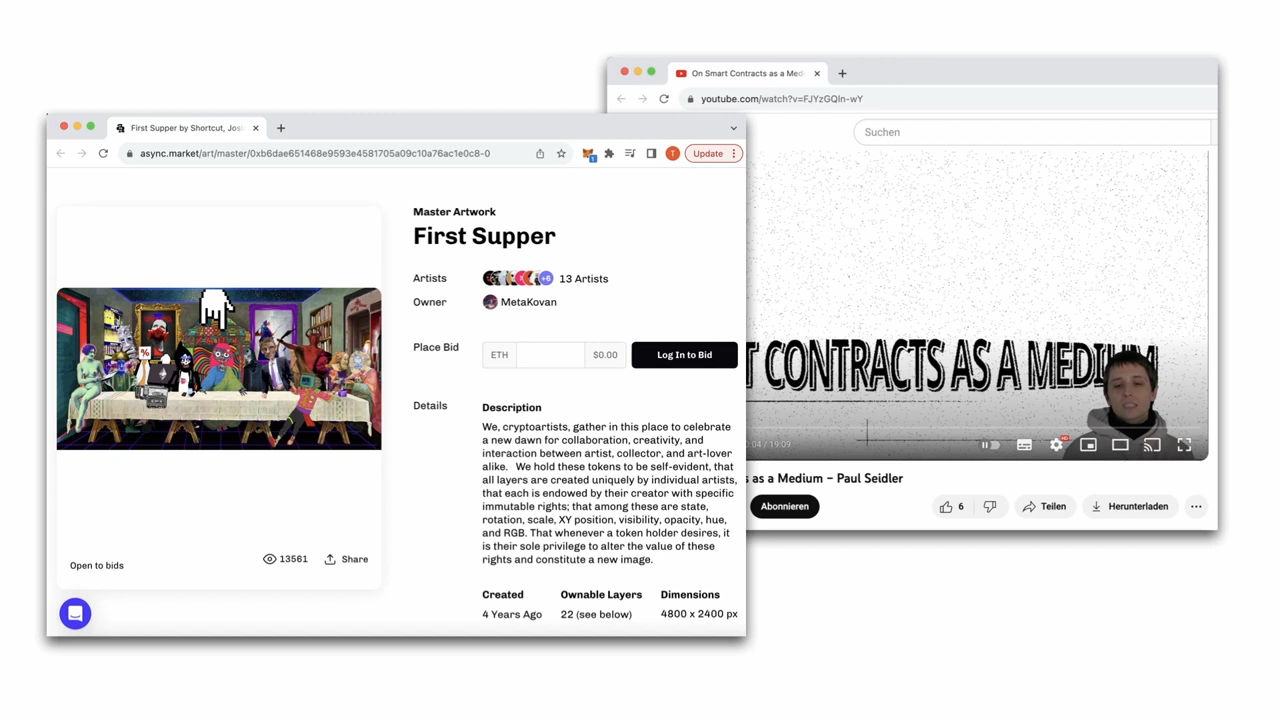 First Supper by Shortcut, Josi
async.market/art/master/0xb6dae651468e9593e4581705a09c10a76ac1e0c8-0
1
T
Update
Master Artwork
First Supper
Artists
+6
13 Artists
Owner
MetaKovan
Place Bid
ETH
$0.00
Log In to Bid
Details
Description
We, cryptoartists, gather in this place to celebrate
a new dawn for collaboration, creativity, and
interaction between artist, collector, and art-lover
alike. We hold these tokens to be self-evident, that
all layers are created uniquely by individual artists,
that each is endowed by their creator with specific
immutable rights; that among these are state,
rotation, scale, XY position, visibility, opacity, hue,
and RGB. That whenever a token holder desires, it
is their sole privilege to alter the value of these
rights and constitute a new image.
Created
Ownable Layers
Dimensions
4 Years Ago
22 (see below)
4800 x 2400 px
%
Open to bids
13561
Share
On Smart Contracts as a Med
youtube.com/watch?v=FJYzGQIn-wY
Suchen
T CONTRACTS AS A MEDIUM
0:04 / 19:09
HD
s as a Medium – Paul Seidler
Abonnieren
6
Teilen
Herunterladen